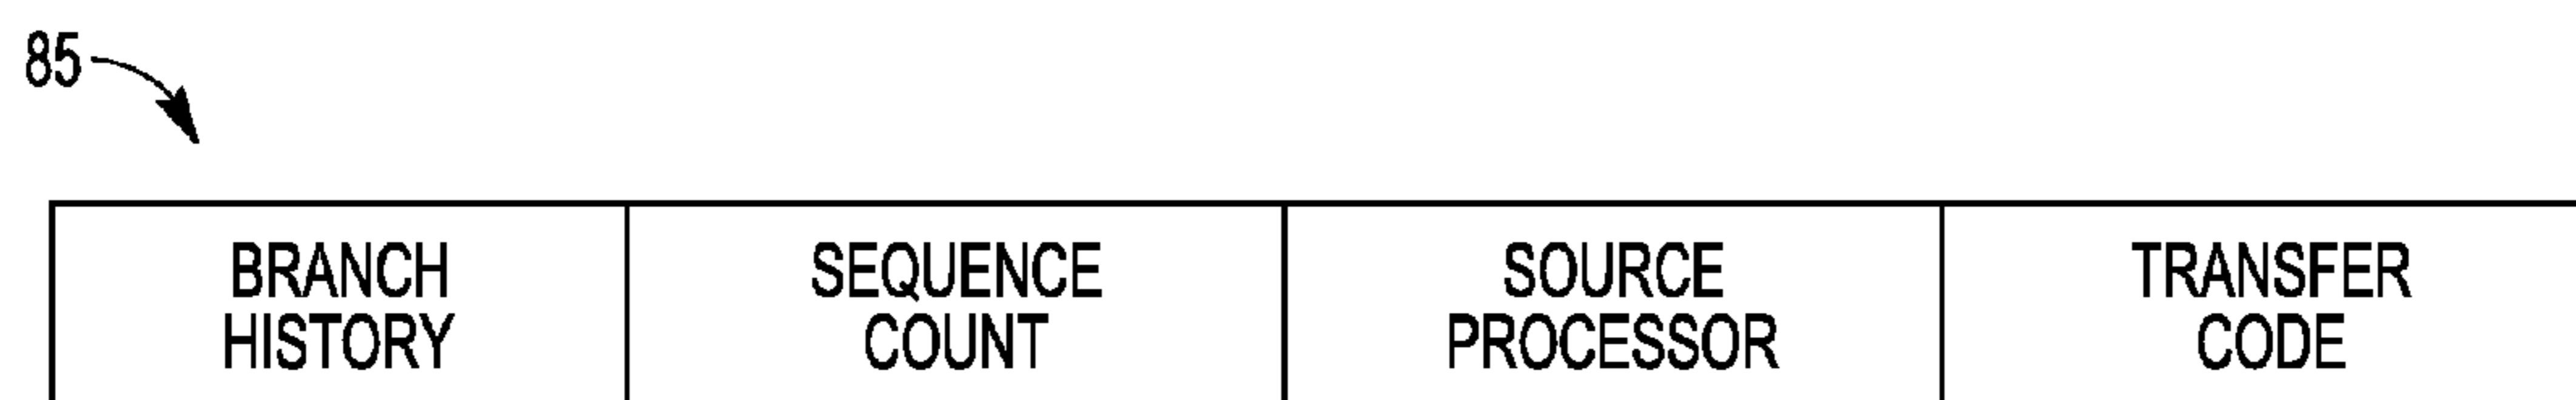 85
BRANCH
HISTORY
SEQUENCE
COUNT
SOURCE
PROCESSOR
TRANSFER
CODE